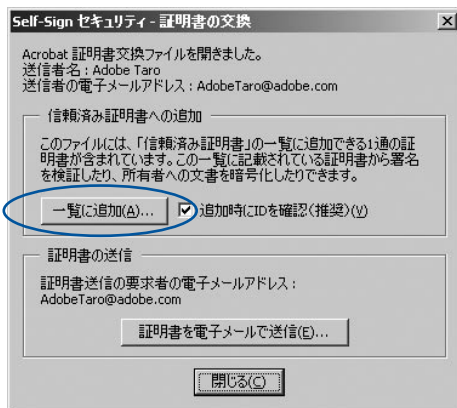 Self-Sign セキュリティ - 証明書の交換
Acrobat 証明書交換ファイルを開きました。
送信者名 : Adobe Taro
送信者の電子メールアドレス : AdobeTaro@adobe.com
信頼済み証明書への追加
このファイルには、「信頼済み証明書」の一覧に追加できる1通の証
明書が含まれています。この一覧に記載されている証明書から署名
を検証したり、所有者への文書を暗号化したりできます。
一覧に追加(A)... 追加時にIDを確認(推奨)(V)
証明書の送信
証明書送信の要求者の電子メールアドレス :
AdobeTaro@adobe.com
証明書を電子メールで送信(E)...
閉じる(C)